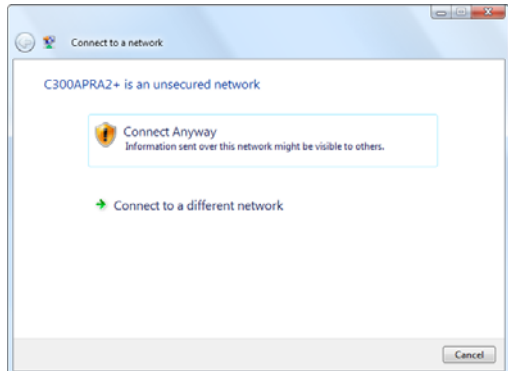 Connect to a network
C300APRA2+ is an unsecured network
Connect Anyway
Information sent over this network might be visible to others.
Connect to a different network
Cancel